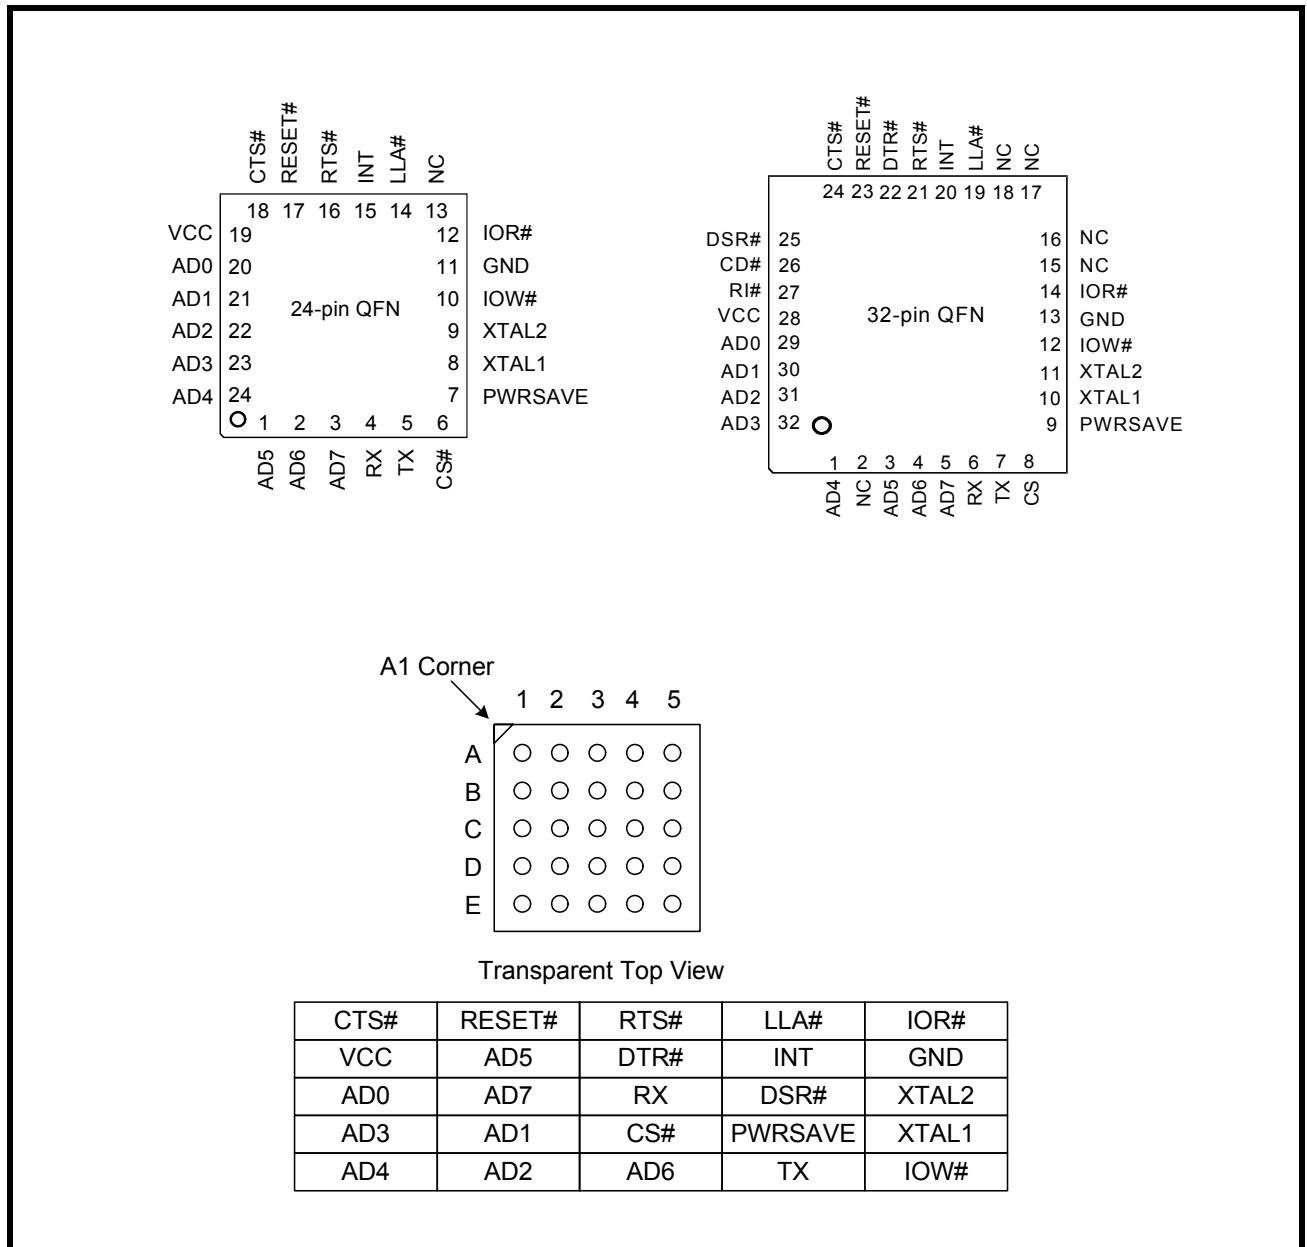 CTS# RESET# RTS# INT LLA# NC
18 17 16 15 14 13
VCC 19 12 IOR#
AD0 20 11 GND
AD1 21 24-pin QFN 10 IOW#
AD2 22 9 XTAL2
AD3 23 8 XTAL1
AD4 24 7 PWRSAVE
1 2 3 4 5 6
AD5 AD6 AD7 RX TX CS#
CTS# RESET# DTR# RTS# INT LLA# NC NC
24 23 22 21 20 19 18 17
DSR# 25 16 NC
CD# 26 15 NC
RI# 27 14 IOR#
VCC 28 32-pin QFN 13 GND
AD0 29 12 IOW#
AD1 30 11 XTAL2
AD2 31 10 XTAL1
AD3 32 9 PWRSAVE
1 2 3 4 5 6 7 8
AD4 NC AD5 AD6 AD7 RX TX CS
A1 Corner
1 2 3 4 5
A
B
C
D
E
Transparent Top View
CTS# RESET# RTS# LLA# IOR#
VCC AD5 DTR# INT GND
AD0 AD7 RX DSR# XTAL2
AD3 AD1 CS# PWRSAVE XTAL1
AD4 AD2 AD6 TX IOW#